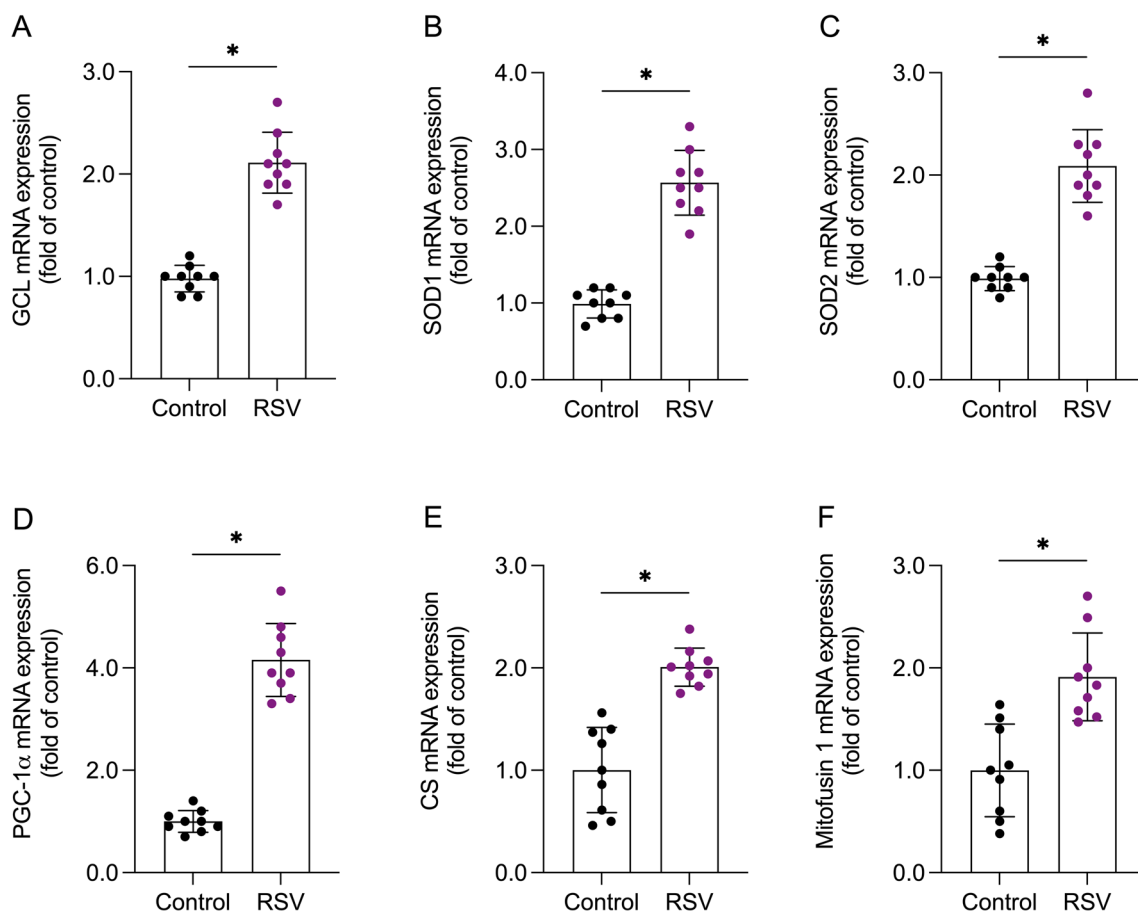 A
GCL mRNA expression
(fold of control)
3.0
2.0
1.0
0.0
*
Control RSV
B
SOD1 mRNA expression
(fold of control)
4.0
3.0
2.0
1.0
0.0
*
Control RSV
C
SOD2 mRNA expression
(fold of control)
3.0
2.0
1.0
0.0
*
Control RSV
D
PGC-1α mRNA expression
(fold of control)
6.0
4.0
2.0
0.0
*
Control RSV
E
CS mRNA expression
(fold of control)
3.0
2.0
1.0
0.0
*
Control RSV
F
Mitofusin 1 mRNA expression
(fold of control)
3.0
2.0
1.0
0.0
*
Control RSV